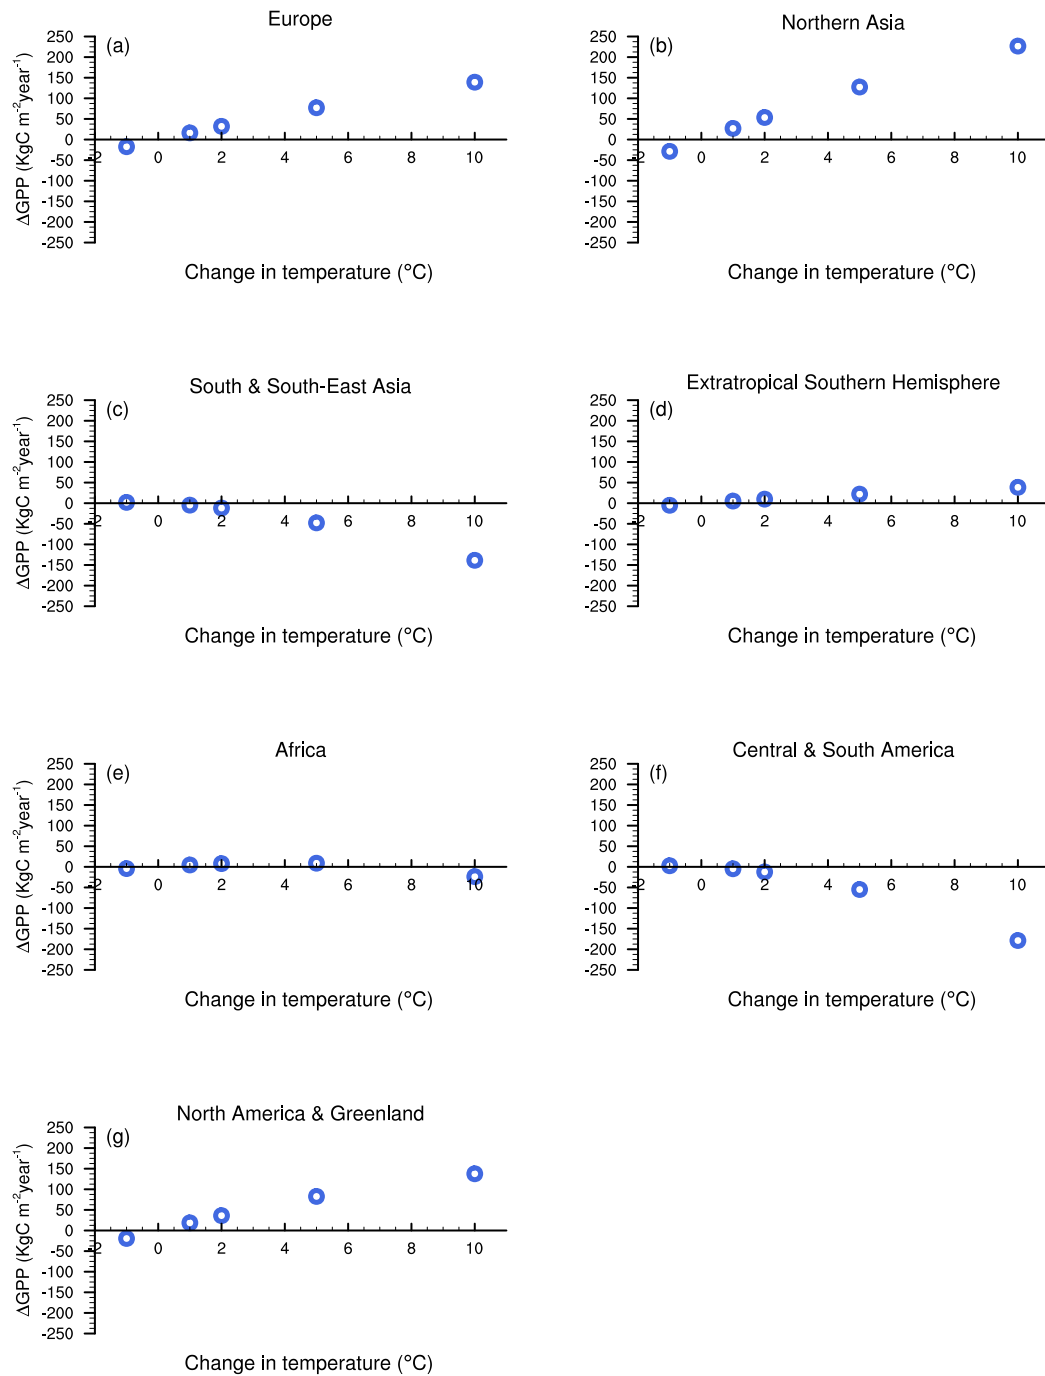 Europe
(a)
250
200
150
100
50
0
-50
-100
-150
-200
-250
-2 0 2 4 6 8 10
ΔGPP (KgC m⁻²year⁻¹)
Change in temperature (°C)
Northern Asia
(b)
250
200
150
100
50
0
-50
-100
-150
-200
-250
-2 0 2 4 6 8 10
Change in temperature (°C)
South & South-East Asia
(c)
250
200
150
100
50
0
-50
-100
-150
-200
-250
-2 0 2 4 6 8 10
ΔGPP (KgC m⁻²year⁻¹)
Change in temperature (°C)
Extratropical Southern Hemisphere
(d)
250
200
150
100
50
0
-50
-100
-150
-200
-250
-2 0 2 4 6 8 10
Change in temperature (°C)
Africa
(e)
250
200
150
100
50
0
-50
-100
-150
-200
-250
-2 0 2 4 6 8 10
ΔGPP (KgC m⁻²year⁻¹)
Change in temperature (°C)
Central & South America
(f)
250
200
150
100
50
0
-50
-100
-150
-200
-250
-2 0 2 4 6 8 10
Change in temperature (°C)
North America & Greenland
(g)
250
200
150
100
50
0
-50
-100
-150
-200
-250
-2 0 2 4 6 8 10
ΔGPP (KgC m⁻²year⁻¹)
Change in temperature (°C)